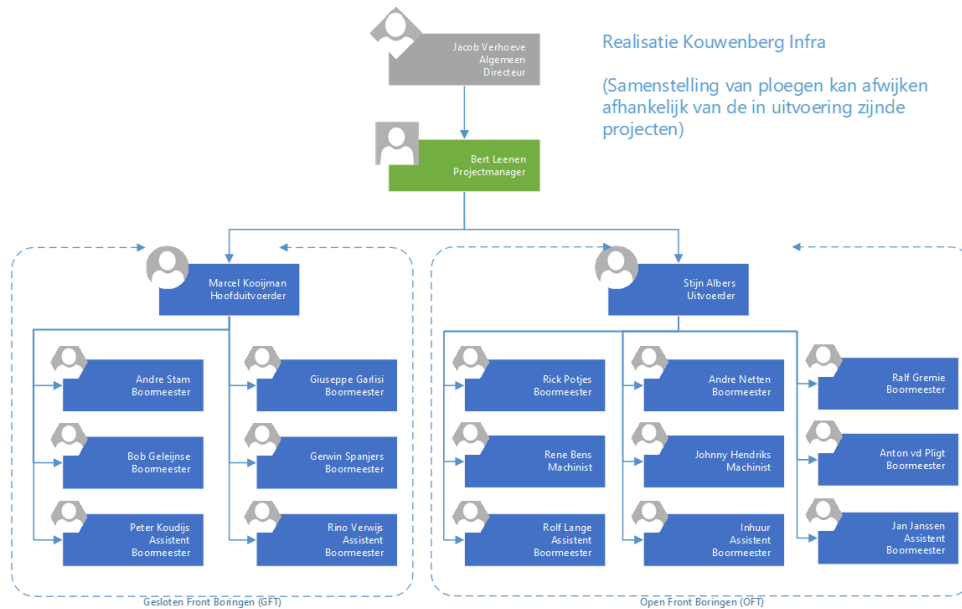 Jacob Verhoeve
Algemeen
Directeur
Realisatie Kouwenberg Infra
(Samenstelling van ploegen kan afwijken
afhankelijk van de in uitvoering zijnde
projecten)
Bert Leenen
Projectmanager
Marcel Kooijman
Hoofduitvoerder
Stijn Albers
Uitvoerder
Andre Stam
Boormeester
Giuseppe Garlisi
Boormeester
Rick Potjes
Boormeester
Andre Netten
Boormeester
Ralf Gremie
Boormeester
Bob Geleijnse
Boormeester
Gerwin Spanjers
Boormeester
Rene Bens
Machinist
Johnny Hendriks
Machinist
Anton vd Pligt
Boormeester
Peter Koudijs
Assistent
Boormeester
Rino Verwijs
Assistent
Boormeester
Rolf Lange
Assistent
Boormeester
Inhuur
Assistent
Boormeester
Jan Janssen
Assistent
Boormeester
Gesloten Front Boringen (GFT)
Open Front Boringen (OFT)